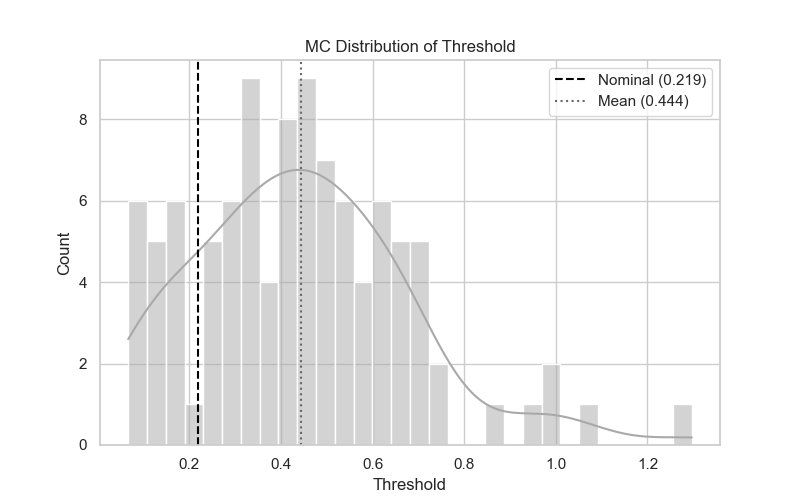 MC Distribution of Threshold
Nominal (0.219)
Mean (0.444)
Count
8
6
4
2
0
0.2 0.4 0.6 0.8 1.0 1.2
Threshold